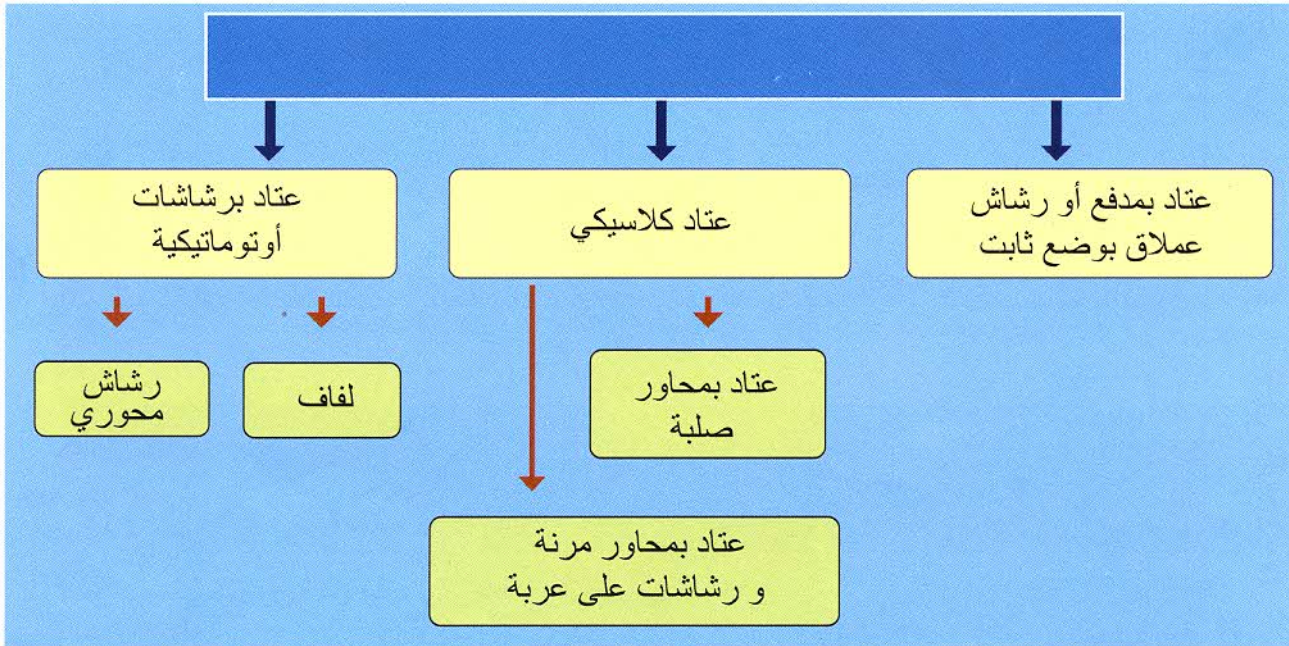 عتاد بمدفع أو رشاش
عملاق بوضع ثابت
عتاد كلاسيكي
عتاد برشاشات
أوتوماتيكية
عتاد بمحاور
صلبة
لفاف
رشاش
محوري
عتاد بمحاور مرنة
و رشاشات على عربة